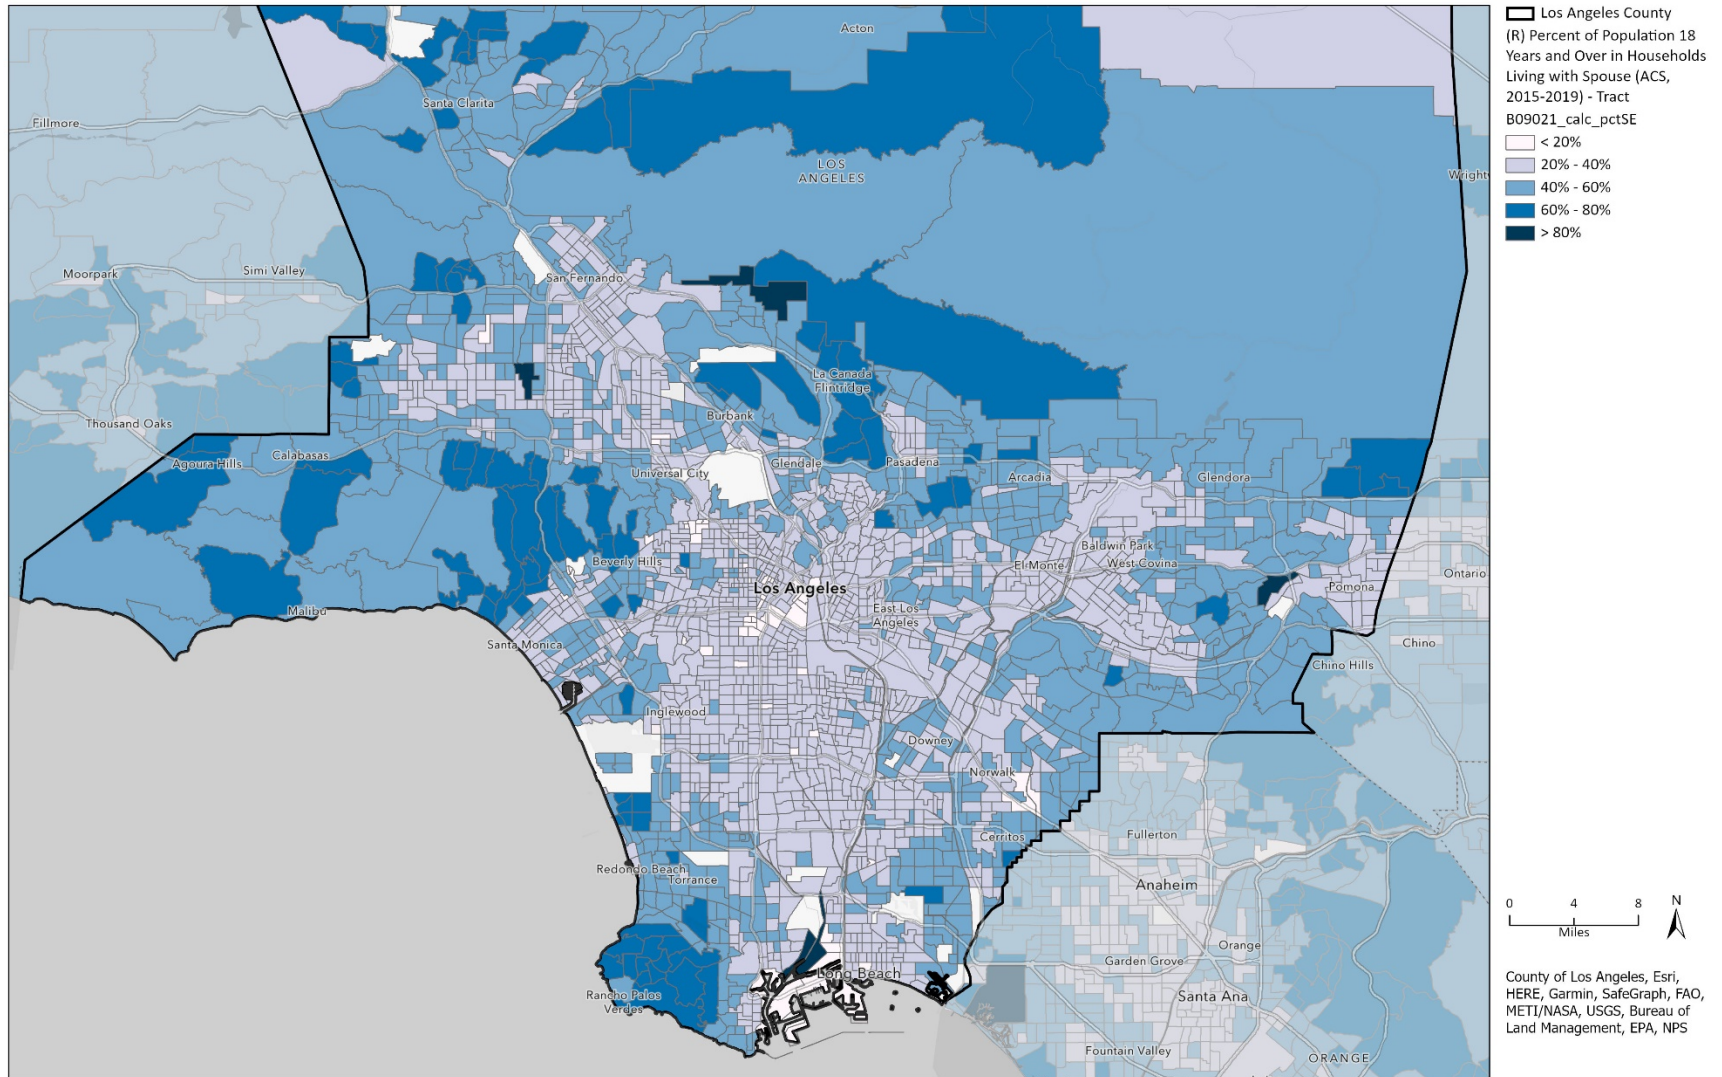 Acton
Santa Clarita
Fillmore
LOS
ANGELES
Moorpark
Simi Valley
San Fernando
La Canada
Flintridge
Thousand Oaks
Burbank
Agoura Hills
Calabasas
Universal City
Glendale
Pasadena
Arcadia
Glendora
Baldwin Park
Beverly Hills
El Monte
West Covina
Ontario
Los Angeles
Pomona
East Los
Angeles
Malibu
Santa Monica
Chino
Chino Hills
Inglewood
Downey
Norwalk
Cerritos
Fullerton
Redondo Beach
Torrance
Anaheim
Orange
Garden Grove
Long Beach
Rancho Palos
Verdes
Santa Ana
Fountain Valley
ORANGE
Los Angeles County
(R) Percent of Population 18
Years and Over in Households
Living with Spouse (ACS,
2015-2019) - Tract
B09021_calc_pctSE
< 20%
20% - 40%
40% - 60%
60% - 80%
> 80%
0 4 8
Miles
N
County of Los Angeles, Esri,
HERE, Garmin, SafeGraph, FAO,
METI/NASA, USGS, Bureau of
Land Management, EPA, NPS